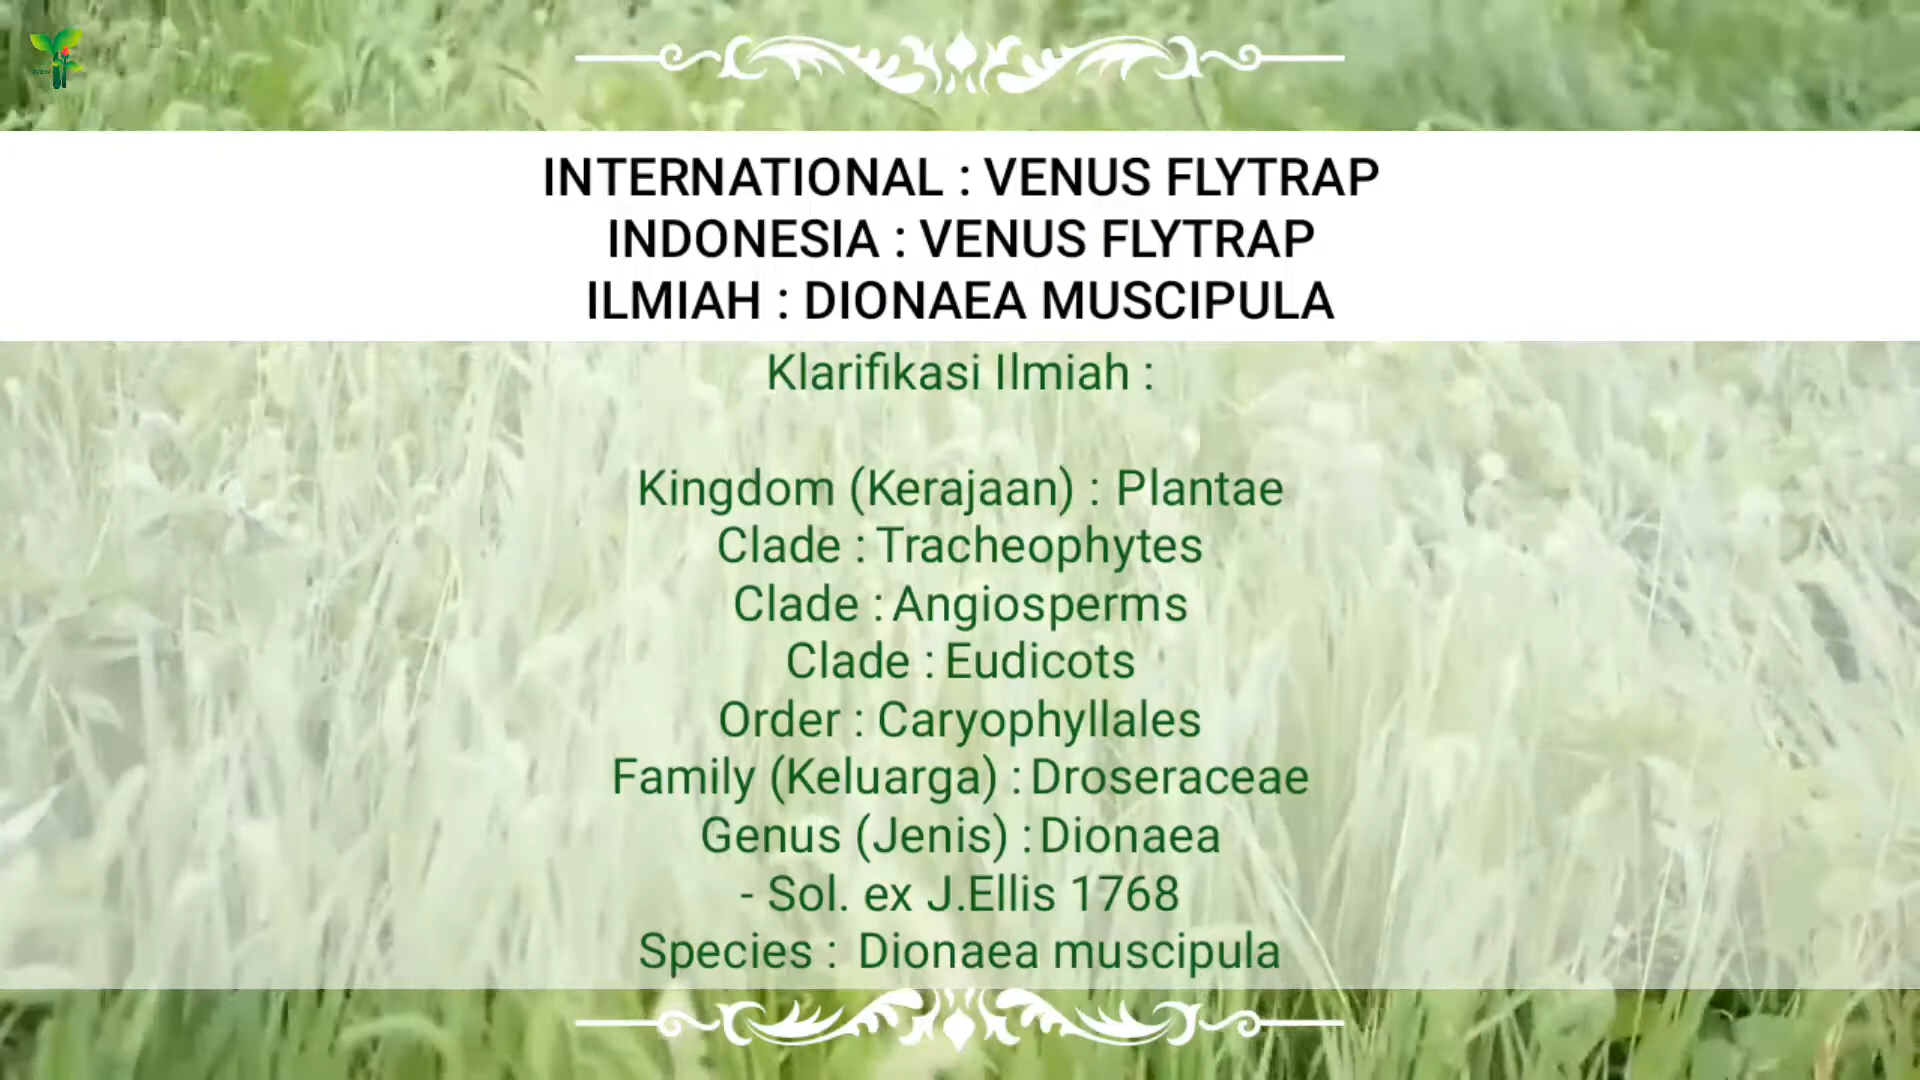 INTERNATIONAL : VENUS FLYTRAP
INDONESIA : VENUS FLYTRAP
ILMIAH : DIONAEA MUSCIPULA
Klarifikasi Ilmiah :
Kingdom (Kerajaan) : Plantae
Clade : Tracheophytes
Clade : Angiosperms
Clade : Eudicots
Order : Caryophyllales
Family (Keluarga) : Droseraceae
Genus (Jenis) : Dionaea
- Sol. ex J.Ellis 1768
Species : Dionaea muscipula